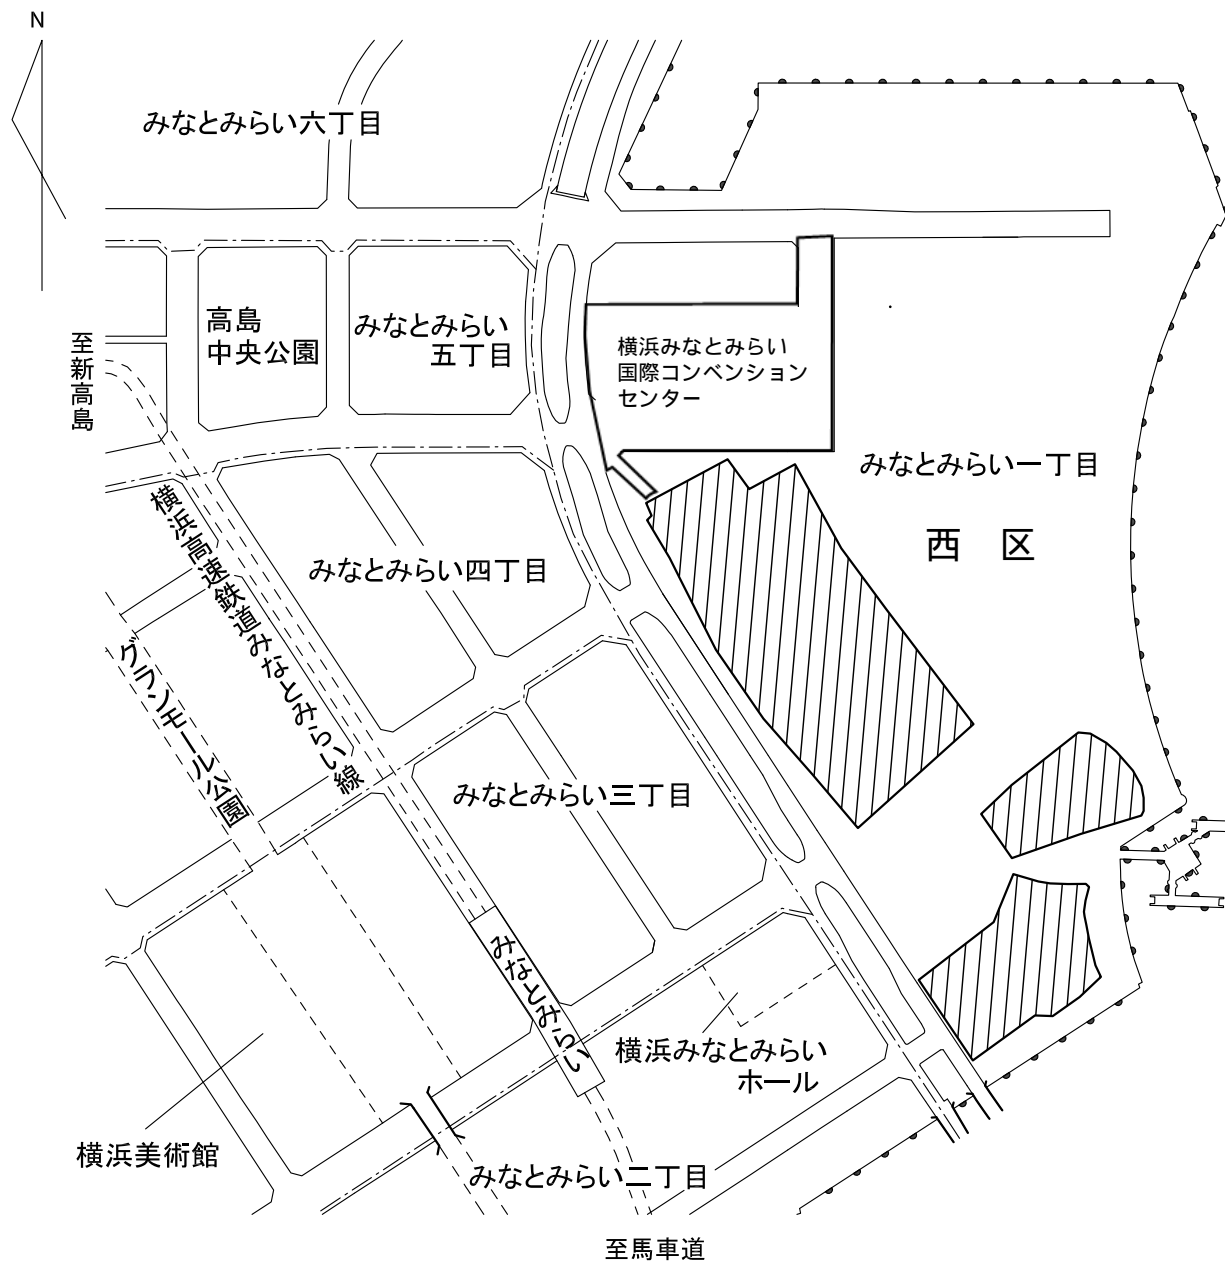 N
みなとみらい六丁目
高島
中央公園
みなとみらい
五丁目
至新高島
横浜みなとみらい
国際コンベンション
センター
みなとみらい一丁目
西　区
横浜高速鉄道みなとみらい線
みなとみらい四丁目
グランモール公園
みなとみらい三丁目
みなとみらい
横浜みなとみらい
ホール
横浜美術館
みなとみらい二丁目
至馬車道